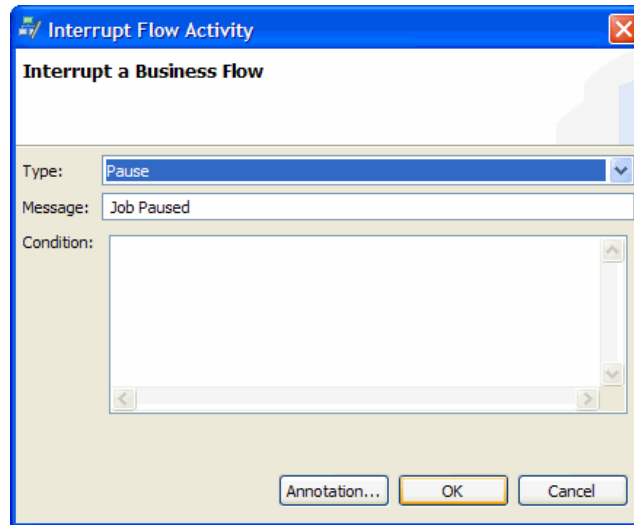 Interrupt Flow Activity
Interrupt a Business Flow
Type: Pause
Message: Job Paused
Condition:
Annotation... OK Cancel